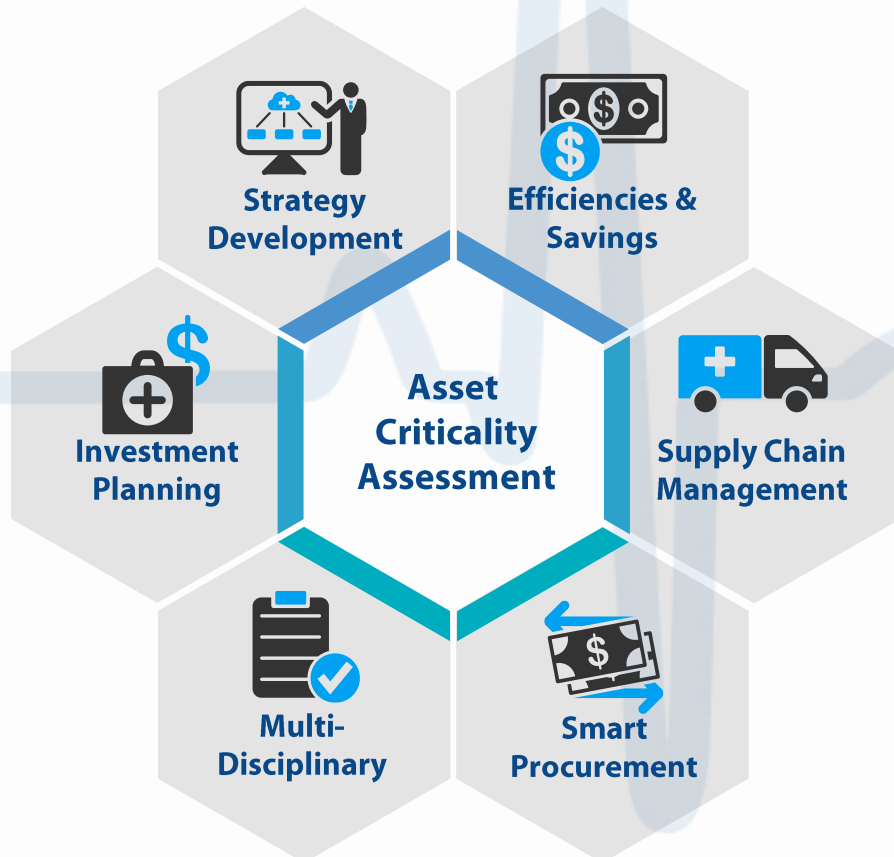 Strategy
Development
Efficiencies &
Savings
Investment
Planning
Asset
Criticality
Assessment
Supply Chain
Management
Multi-
Disciplinary
Smart
Procurement